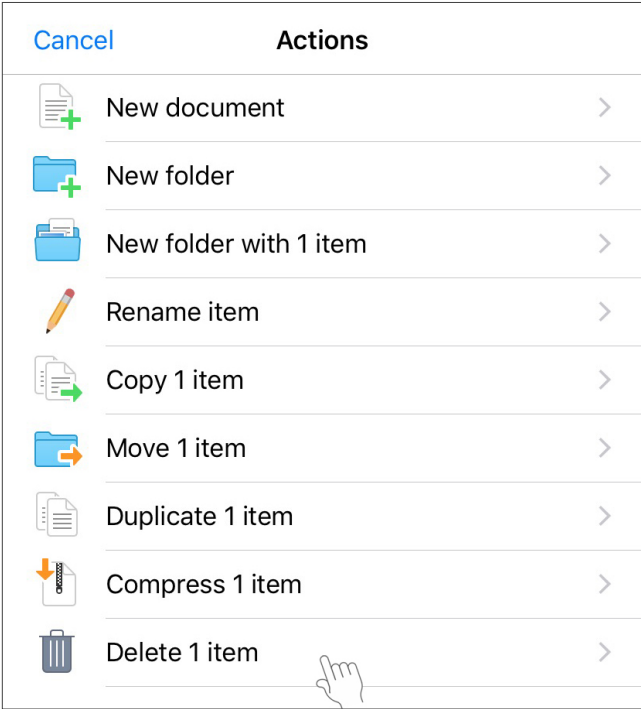 Cancel Actions
New document
New folder
New folder with 1 item
Rename item
Copy 1 item
Move 1 item
Duplicate 1 item
Compress 1 item
Delete 1 item